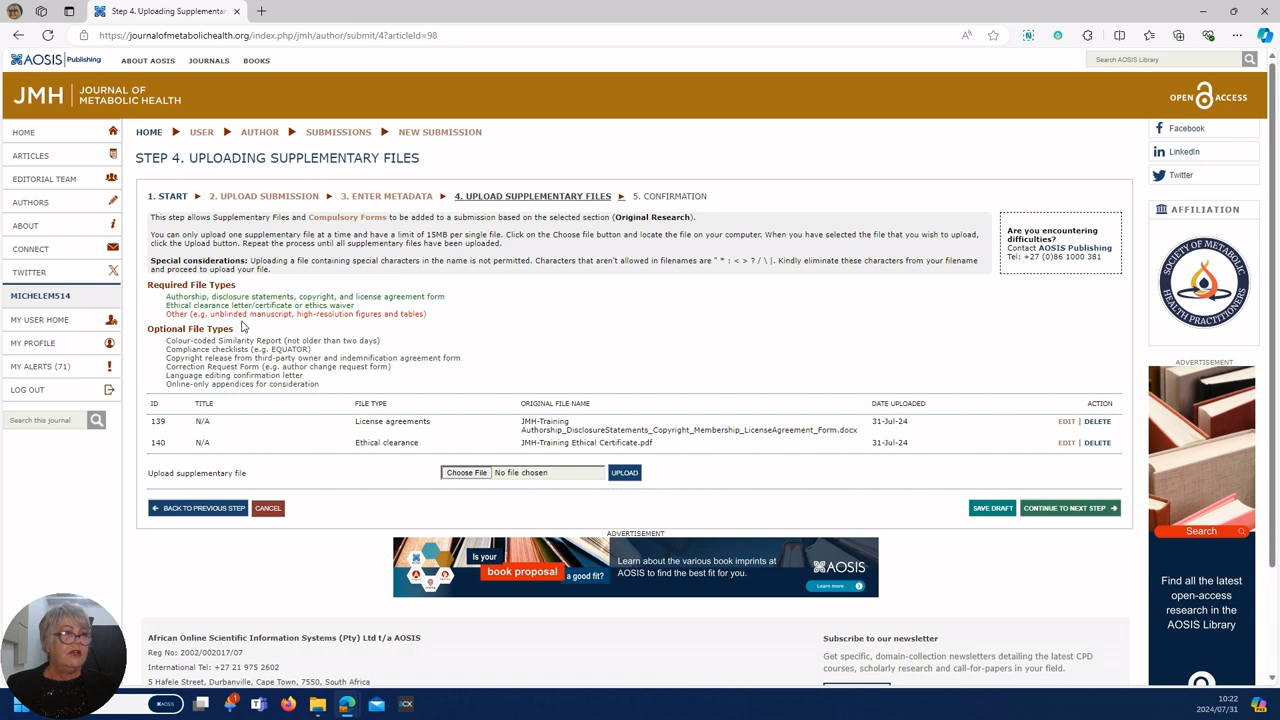 Step 4. Uploading Supplementary
https://journalofmetabolichealth.org/index.php/jmh/author/submit/4?articleId=98
AOSIS Publishing
ABOUT AOSIS
JOURNALS
BOOKS
Search AOSIS Library
JMH
JOURNAL OF
METABOLIC HEALTH
OPEN ACCESS
HOME
ARTICLES
EDITORIAL TEAM
AUTHORS
ABOUT
CONNECT
TWITTER
MICHELEM514
MY USER HOME
MY PROFILE
MY ALERTS (71)
LOG OUT
Search this journal
HOME USER AUTHOR SUBMISSIONS NEW SUBMISSION
STEP 4. UPLOADING SUPPLEMENTARY FILES
1. START 2. UPLOAD SUBMISSION 3. ENTER METADATA 4. UPLOAD SUPPLEMENTARY FILES 5. CONFIRMATION
This step allows Supplementary Files and Compulsory Forms to be added to a submission based on the selected section (Original Research).
You can only upload one supplementary file at a time and have a limit of 15MB per single file. Click on the Choose file button and locate the file on your computer. When you have selected the file that you wish to upload,
click the Upload button. Repeat the process until all supplementary files have been uploaded.
Special considerations: Uploading a file containing special characters in the name is not permitted. Characters that aren't allowed in filenames are " * : < > ? / \ |. Kindly eliminate these characters from your filename
and proceed to upload your file.
Are you encountering
difficulties?
Contact AOSIS Publishing
Tel: +27 (0)86 1000 381
Required File Types
Authorship, disclosure statements, copyright, and license agreement form
Ethical clearance letter/certificate or ethics waiver
Other (e.g. unblinded manuscript, high-resolution figures and tables)
Optional File Types
Colour-coded Similarity Report (not older than two days)
Compliance checklists (e.g. EQUATOR)
Copyright release from third-party owner and indemnification agreement form
Correction Request Form (e.g. author change request form)
Language editing confirmation letter
Online-only appendices for consideration
ID TITLE FILE TYPE ORIGINAL FILE NAME DATE UPLOADED ACTION
139 N/A License agreements JMH-Training
Authorship_DisclosureStatements_Copyright_Membership_LicenseAgreement_Form.docx 31-Jul-24 EDIT | DELETE
140 N/A Ethical clearance JMH-Training Ethical Certificate.pdf 31-Jul-24 EDIT | DELETE
Upload supplementary file Choose File No file chosen UPLOAD
BACK TO PREVIOUS STEP CANCEL SAVE DRAFT CONTINUE TO NEXT STEP
ADVERTISEMENT
Is your
book proposal
a good fit?
Learn about the various book imprints at
AOSIS to find the best fit for you.
AOSIS
Learn more
African Online Scientific Information Systems (Pty) Ltd t/a AOSIS
Reg No: 2002/002017/07
International Tel: +27 21 975 2602
5 Hafele Street, Durbanville, Cape Town, 7550, South Africa
Subscribe to our newsletter
Get specific, domain-collection newsletters detailing the latest CPD
courses, scholarly research and call-for-papers in your field.
Facebook
LinkedIn
Twitter
AFFILIATION
SOCIETY OF METABOLIC
HEALTH PRACTITIONERS
ADVERTISEMENT
Search
Find all the latest
open-access
research in the
AOSIS Library
AOSIS
CX
10:22
2024/07/31